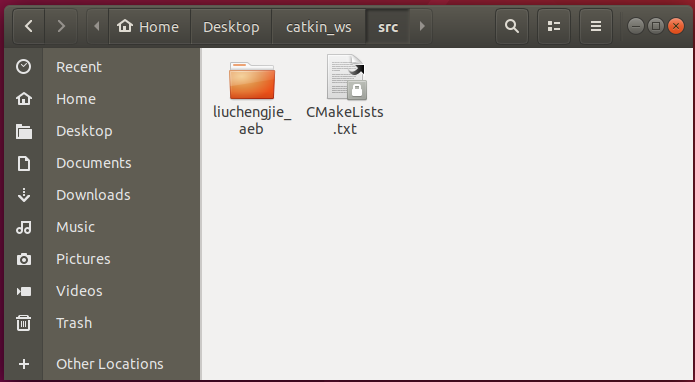 Home
Desktop
catkin_ws
src
Recent
Home
Desktop
Documents
Downloads
Music
Pictures
Videos
Trash
Other Locations
liuchengjie_
aeb
CMakeLists
.txt